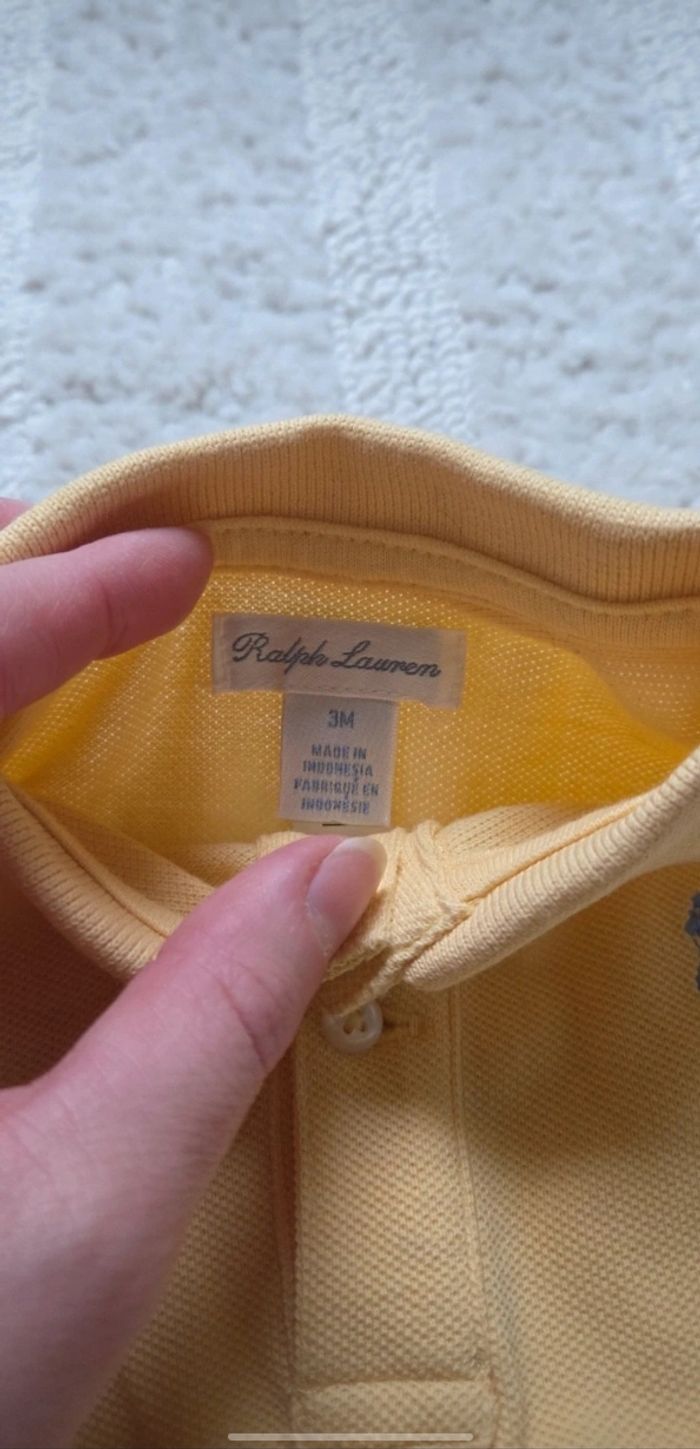 Ralph Lauren
3M
MADE IN
INDONESIA
FABRIQUÉ EN
INDONÉSIE